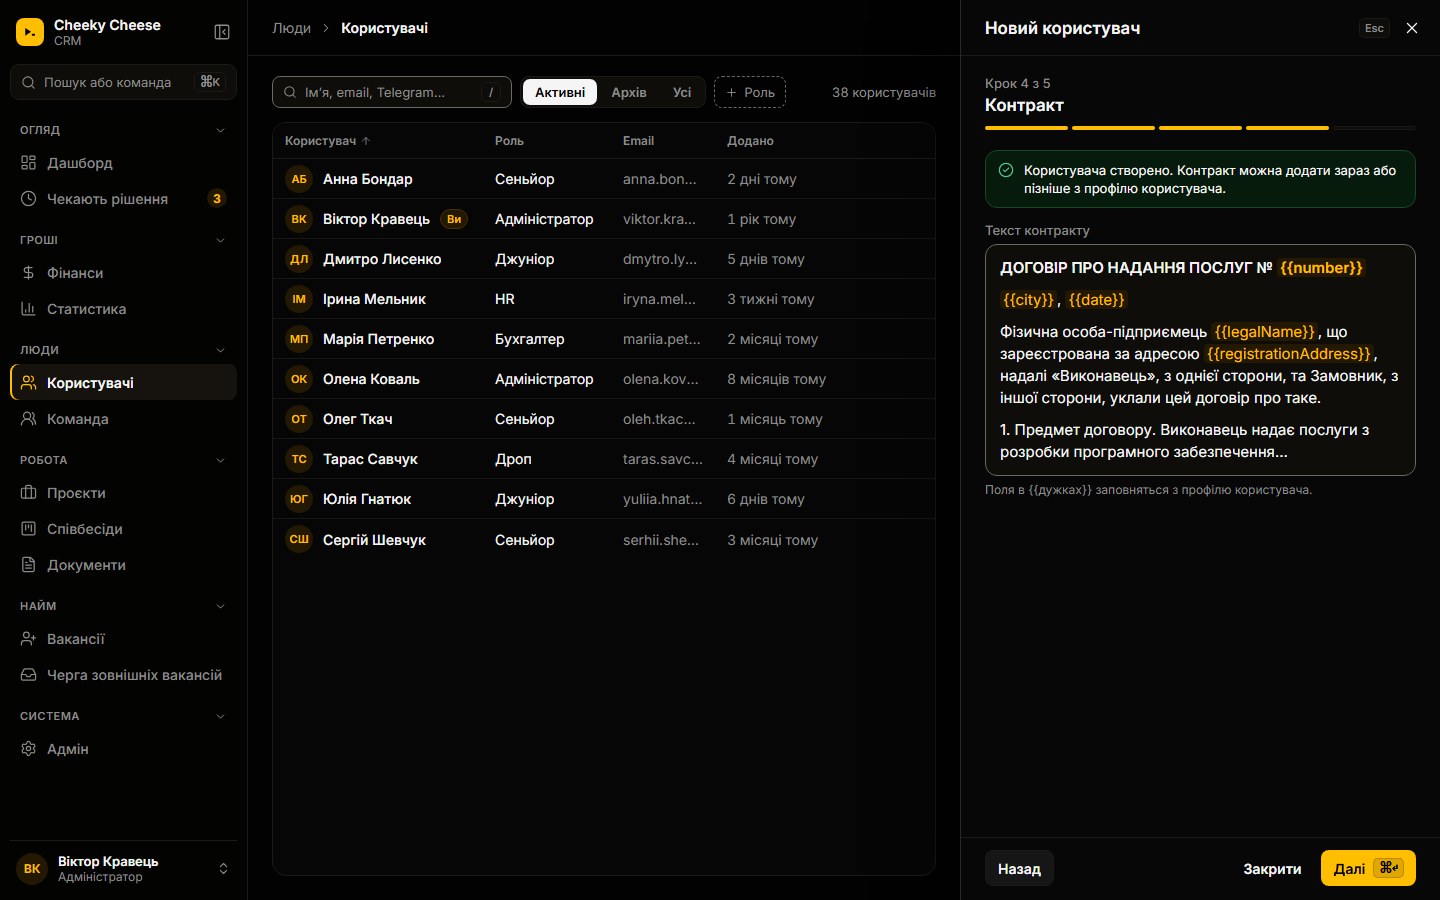 Cheeky Cheese
CRM
Пошук або команда ⌘K
ОГЛЯД
Дашборд
Чекають рішення 3
ГРОШІ
Фінанси
Статистика
ЛЮДИ
Користувачі
Команда
РОБОТА
Проєкти
Співбесіди
Документи
НАЙМ
Вакансії
Черга зовнішніх вакансій
СИСТЕМА
Адмін
ВК Віктор Кравець
Адміністратор
Люди > Користувачі
Ім'я, email, Telegram... /
Активні Архів Усі
+ Роль
38 користувачів
Користувач ↑ Роль Email Додано
АБ Анна Бондар Сеньйор anna.bon... 2 дні тому
ВК Віктор Кравець Ви Адміністратор viktor.kra... 1 рік тому
ДЛ Дмитро Лисенко Джуніор dmytro.ly... 5 днів тому
ІМ Ірина Мельник HR iryna.mel... 3 тижні тому
МП Марія Петренко Бухгалтер mariia.pet... 2 місяці тому
ОК Олена Коваль Адміністратор olena.kov... 8 місяців тому
ОТ Олег Ткач Сеньйор oleh.tkac... 1 місяць тому
ТС Тарас Савчук Дроп taras.savc... 4 місяці тому
ЮГ Юлія Гнатюк Джуніор yuliia.hnat... 6 днів тому
СШ Сергій Шевчук Сеньйор serhii.she... 3 місяці тому
Новий користувач Esc
Крок 4 з 5
Контракт
Користувача створено. Контракт можна додати зараз або
пізніше з профілю користувача.
Текст контракту
ДОГОВІР ПРО НАДАННЯ ПОСЛУГ № {{number}}
{{city}}, {{date}}
Фізична особа-підприємець {{legalName}}, що
зареєстрована за адресою {{registrationAddress}},
надалі «Виконавець», з однієї сторони, та Замовник, з
іншої сторони, уклали цей договір про таке.
1. Предмет договору. Виконавець надає послуги з
розробки програмного забезпечення...
Поля в {{дужках}} заповняться з профілю користувача.
Назад Закрити Далі ⌘↵